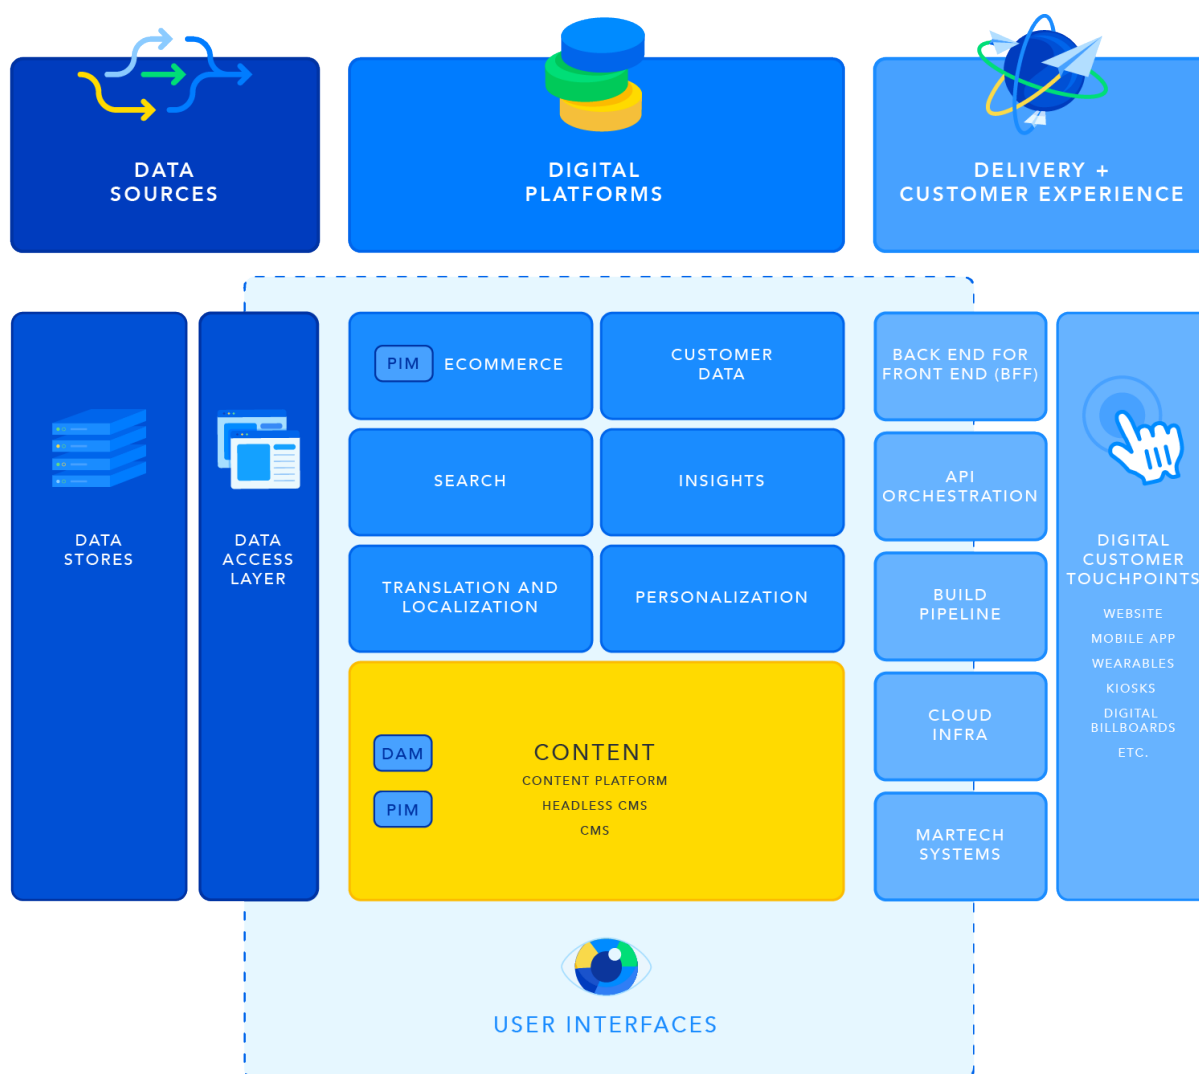 DATA
SOURCES
DIGITAL
PLATFORMS
DELIVERY +
CUSTOMER EXPERIENCE
DATA
STORES
DATA
ACCESS
LAYER
PIM
ECOMMERCE
CUSTOMER
DATA
SEARCH
INSIGHTS
TRANSLATION AND
LOCALIZATION
PERSONALIZATION
DAM
PIM
CONTENT
CONTENT PLATFORM
HEADLESS CMS
CMS
BACK END FOR
FRONT END (BFF)
API
ORCHESTRATION
BUILD
PIPELINE
CLOUD
INFRA
MARTECH
SYSTEMS
DIGITAL
CUSTOMER
TOUCHPOINTS
WEBSITE
MOBILE APP
WEARABLES
KIOSKS
DIGITAL
BILLBOARDS
ETC.
USER INTERFACES